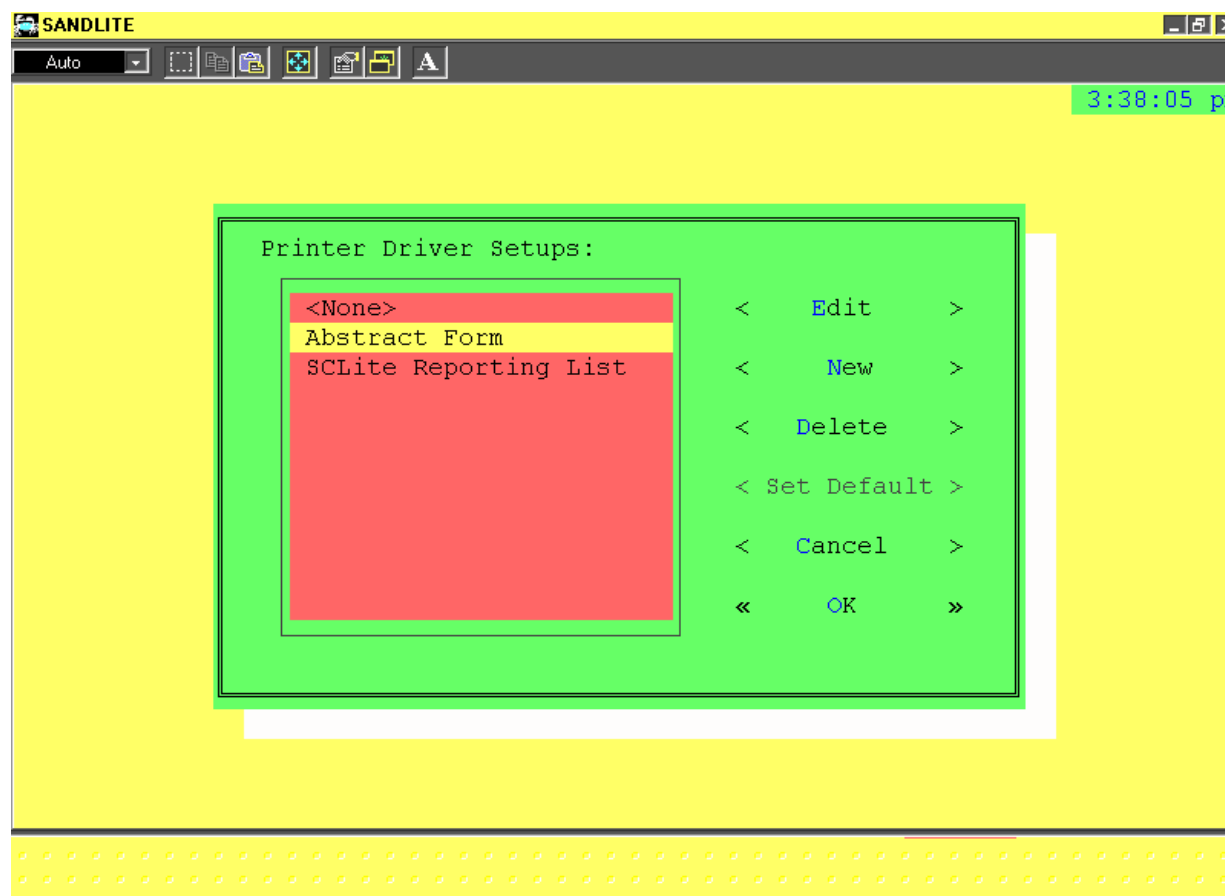 SANDLITE
Auto A
3:38:05 p
Printer Driver Setups:
<None>
Abstract Form
SCLite Reporting List
< Edit >
< New >
< Delete >
< Set Default >
< Cancel >
« OK »